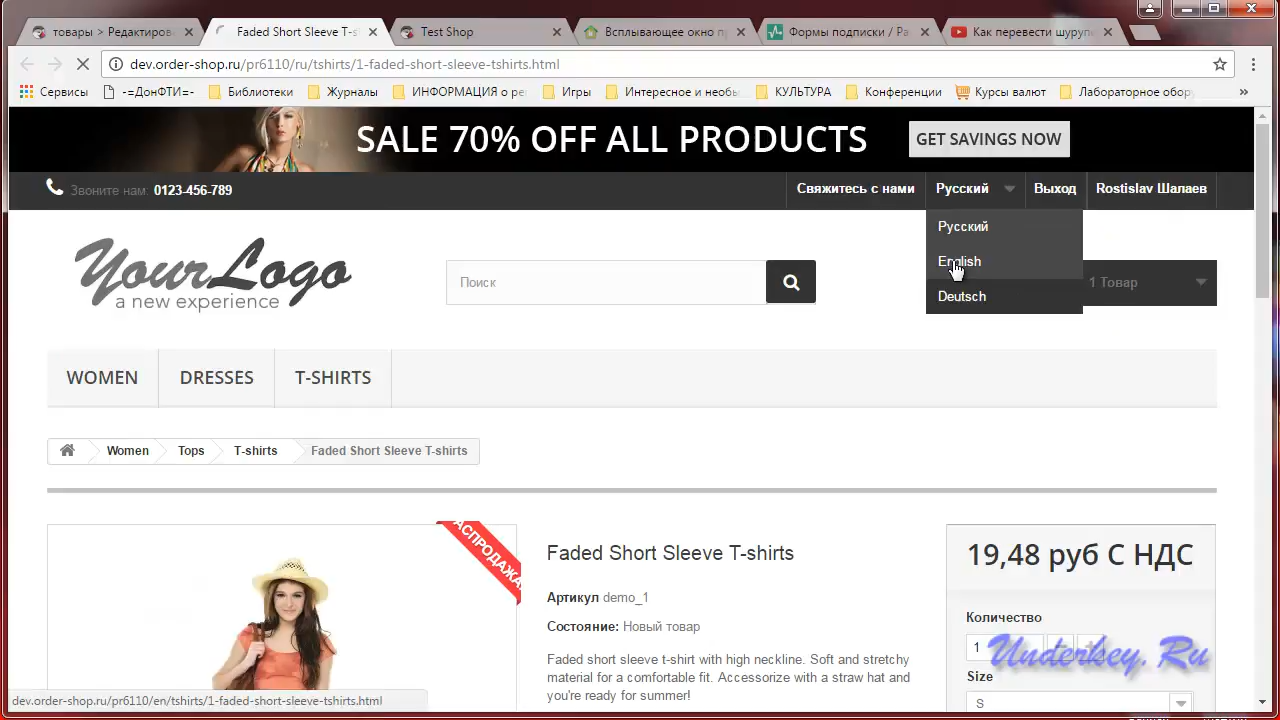 товары > Редактиров
Faded Short Sleeve T-s
Test Shop
Всплывающее окно п
Формы подписки / Ра
Как перевести шуруп
dev.order-shop.ru/pr6110/ru/tshirts/1-faded-short-sleeve-tshirts.html
Сервисы
-=ДонФТИ=-
Библиотеки
Журналы
ИНФОРМАЦИЯ о ре
Игры
Интересное и необы
КУЛЬТУРА
Конференции
Курсы валют
Лабораторное обор
»
SALE 70% OFF ALL PRODUCTS
GET SAVINGS NOW
Звоните нам: 0123-456-789
Свяжитесь с нами
Русский
Выход
Rostislav Шалаев
Русский
English
Deutsch
YourLogo
a new experience
Поиск
1 Товар
WOMEN
DRESSES
T-SHIRTS
Women
Tops
T-shirts
Faded Short Sleeve T-shirts
РАСПРОДАЖА!
Faded Short Sleeve T-shirts
Артикул demo_1
Состояние: Новый товар
Faded short sleeve t-shirt with high neckline. Soft and stretchy
material for a comfortable fit. Accessorize with a straw hat and
you're ready for summer!
19,48 руб С НДС
Количество
1
Size
S
Underkey.Ru
dev.order-shop.ru/pr6110/en/tshirts/1-faded-short-sleeve-tshirts.html